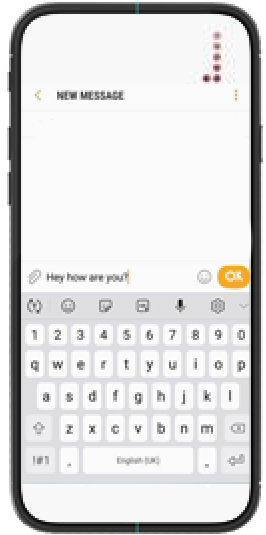 NEW MESSAGE
Hey how are you?
OK
1 2 3 4 5 6 7 8 9 0
q w e r t y u i o p
a s d f g h j k l
z x c v b n m
!#1 , English (UK) .